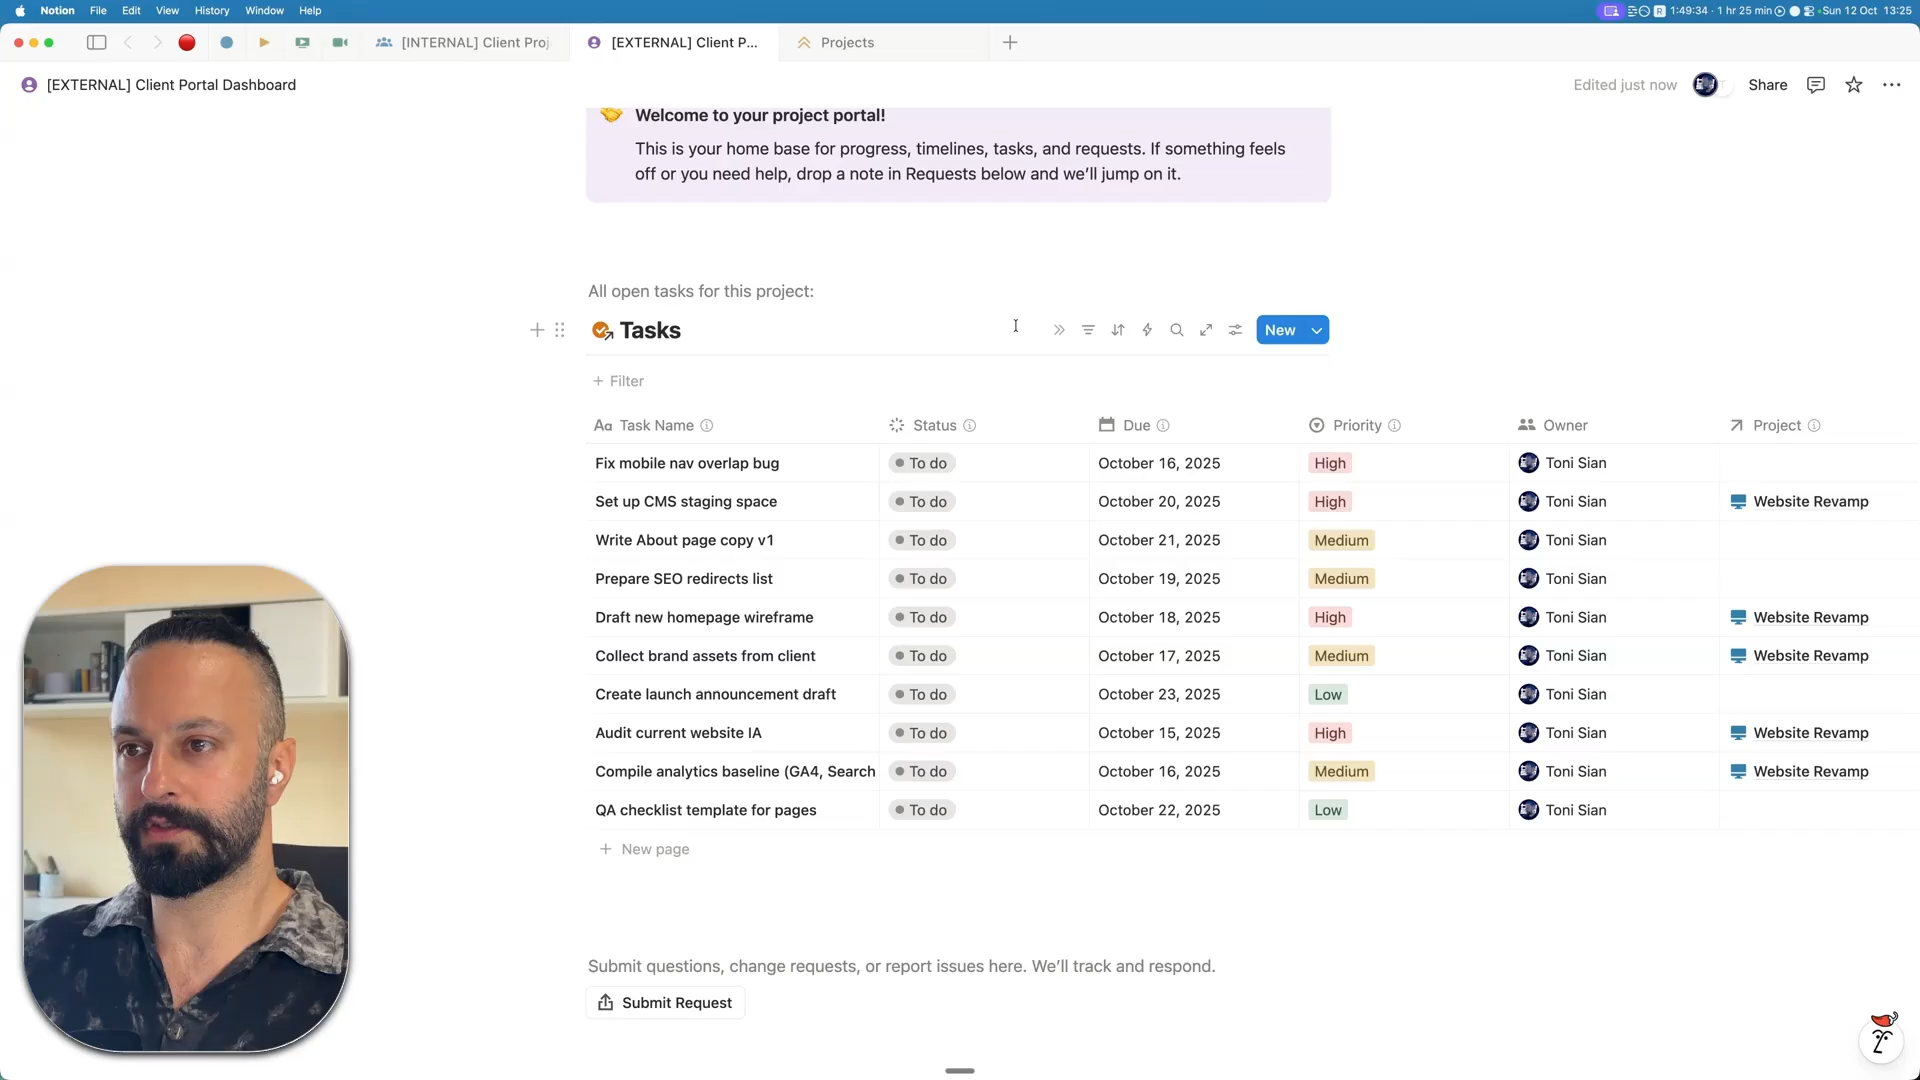 Notion File Edit View History Window Help
1:49:34 · 1 hr 25 min Sun 12 Oct 13:25
[INTERNAL] Client Proj
[EXTERNAL] Client P...
Projects
[EXTERNAL] Client Portal Dashboard
Edited just now
Share
Welcome to your project portal!
This is your home base for progress, timelines, tasks, and requests. If something feels
off or you need help, drop a note in Requests below and we’ll jump on it.
All open tasks for this project:
Tasks
New
+ Filter
Aa Task Name Status Due Priority Owner Project
Fix mobile nav overlap bug To do October 16, 2025 High Toni Sian
Set up CMS staging space To do October 20, 2025 High Toni Sian Website Revamp
Write About page copy v1 To do October 21, 2025 Medium Toni Sian
Prepare SEO redirects list To do October 19, 2025 Medium Toni Sian
Draft new homepage wireframe To do October 18, 2025 High Toni Sian Website Revamp
Collect brand assets from client To do October 17, 2025 Medium Toni Sian Website Revamp
Create launch announcement draft To do October 23, 2025 Low Toni Sian
Audit current website IA To do October 15, 2025 High Toni Sian Website Revamp
Compile analytics baseline (GA4, Search To do October 16, 2025 Medium Toni Sian Website Revamp
QA checklist template for pages To do October 22, 2025 Low Toni Sian
+ New page
Submit questions, change requests, or report issues here. We’ll track and respond.
Submit Request